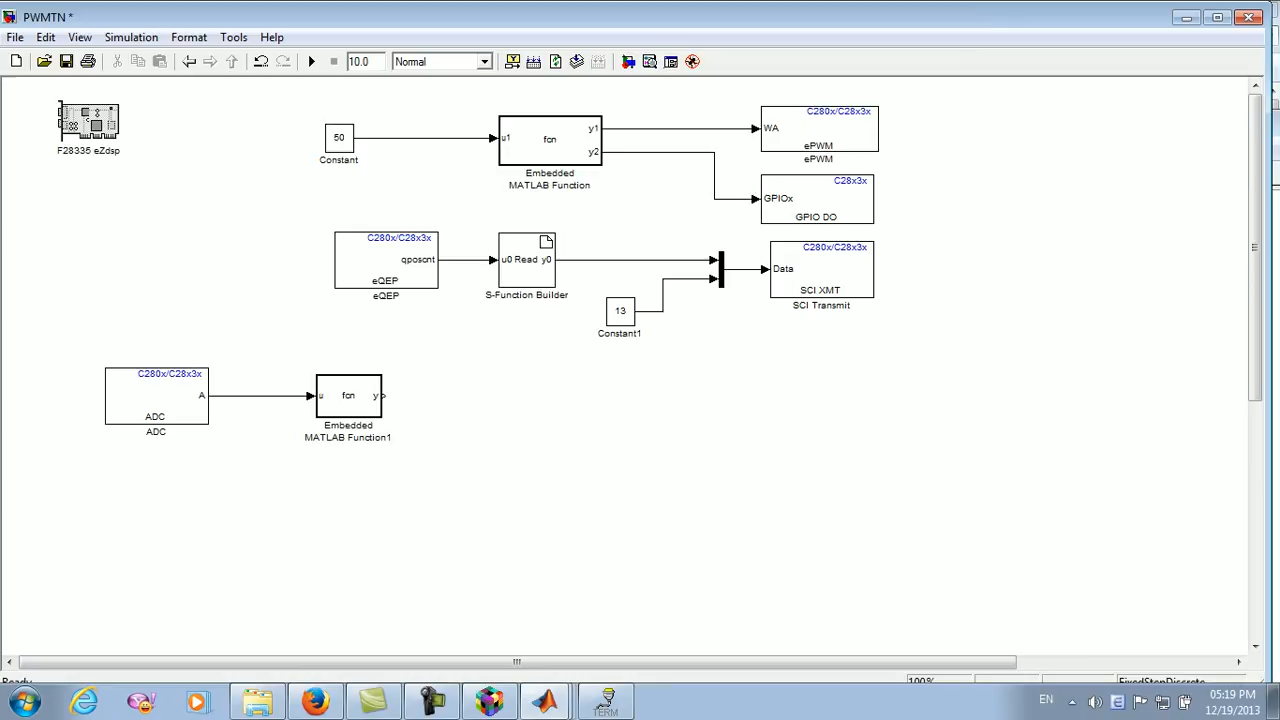 PWMTN *
File Edit View Simulation Format Tools Help
10.0 Normal
F28335 eZdsp
50
Constant
u1 fcn y1
y2
Embedded
MATLAB Function
C280x/C28x3x
WA
ePWM
ePWM
C28x3x
GPIOx
GPIO DO
C280x/C28x3x
qposcnt
eQEP
eQEP
u0 Read y0
S-Function Builder
13
Constant1
C280x/C28x3x
Data
SCI XMT
SCI Transmit
C280x/C28x3x
A
ADC
ADC
u fcn y
Embedded
MATLAB Function1
Ready 100% FixedStepDiscrete
TERM
EN
05:19 PM
12/19/2013